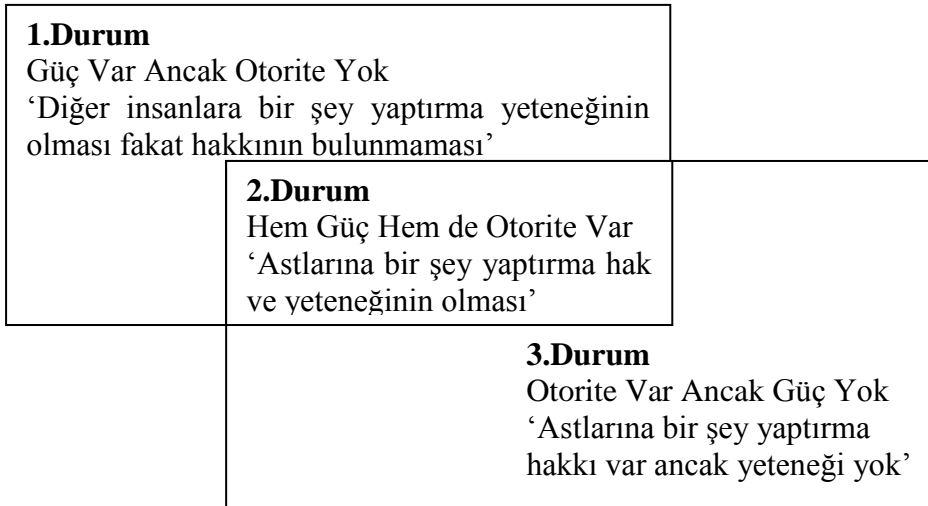 1.Durum
Güç Var Ancak Otorite Yok
‘Diğer insanlara bir şey yaptırma yeteneğinin
olması fakat hakkının bulunmaması’
2.Durum
Hem Güç Hem de Otorite Var
‘Astlarına bir şey yaptırma hak
ve yeteneğinin olması’
3.Durum
Otorite Var Ancak Güç Yok
‘Astlarına bir şey yaptırma
hakkı var ancak yeteneği yok’